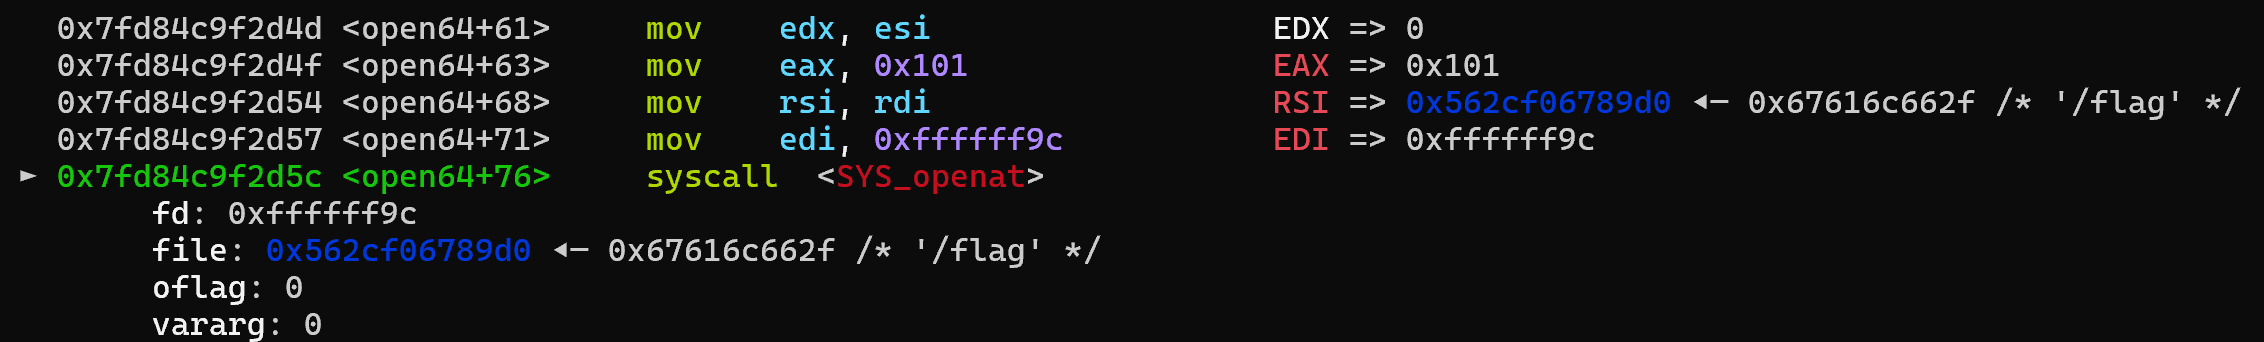 0x7fd84c9f2d4d <open64+61>     mov    edx, esi                  EDX => 0
0x7fd84c9f2d4f <open64+63>     mov    eax, 0x101                EAX => 0x101
0x7fd84c9f2d54 <open64+68>     mov    rsi, rdi                  RSI => 0x562cf06789d0 ◂— 0x67616c662f /* '/flag' */
0x7fd84c9f2d57 <open64+71>     mov    edi, 0xffffff9c           EDI => 0xffffff9c
► 0x7fd84c9f2d5c <open64+76>     syscall  <SYS_openat>
fd: 0xffffff9c
file: 0x562cf06789d0 ◂— 0x67616c662f /* '/flag' */
oflag: 0
vararg: 0